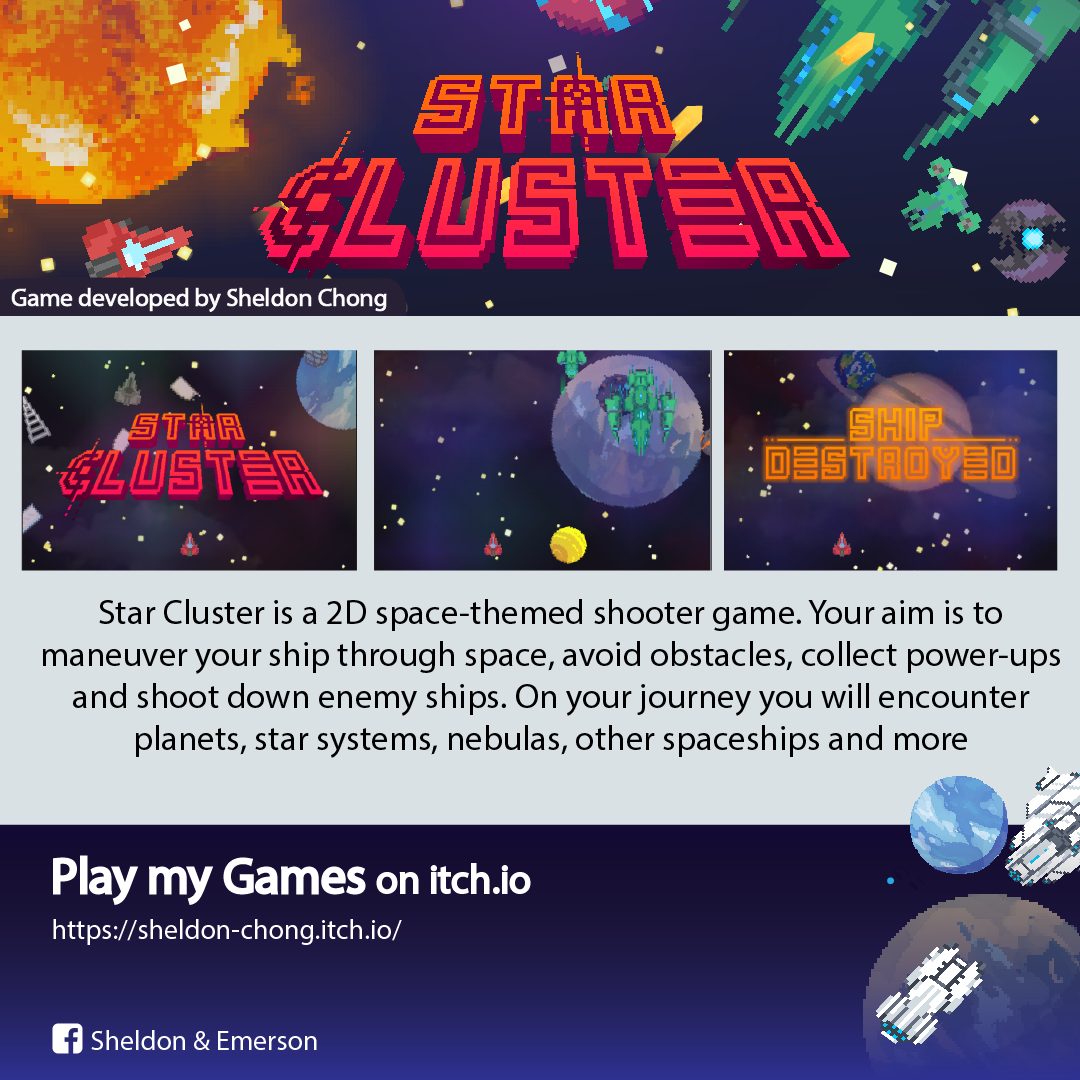 STAR
CLUSTER
Game developed by Sheldon Chong
STAR
CLUSTER
SHIP
DESTROYED
Star Cluster is a 2D space-themed shooter game. Your aim is to
maneuver your ship through space, avoid obstacles, collect power-ups
and shoot down enemy ships. On your journey you will encounter
planets, star systems, nebulas, other spaceships and more
Play my Games on itch.io
https://sheldon-chong.itch.io/
Sheldon & Emerson